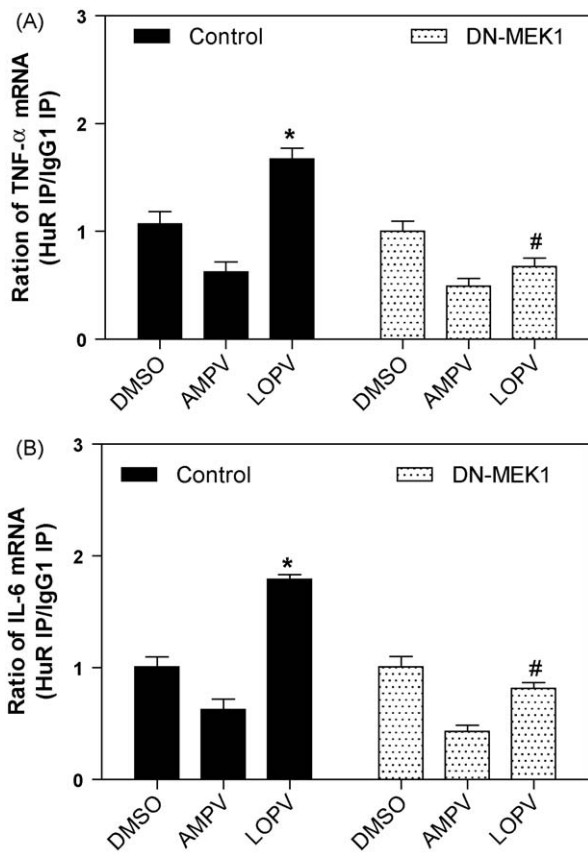 (A)
Ration of TNF-α mRNA
(HuR IP/IgG1 IP)
3
2
1
0
Control
DN-MEK1
*
#
DMSO
AMPV
LOPV
DMSO
AMPV
LOPV
(B)
Ratio of IL-6 mRNA
(HuR IP/IgG1 IP)
3
2
1
0
Control
DN-MEK1
*
#
DMSO
AMPV
LOPV
DMSO
AMPV
LOPV